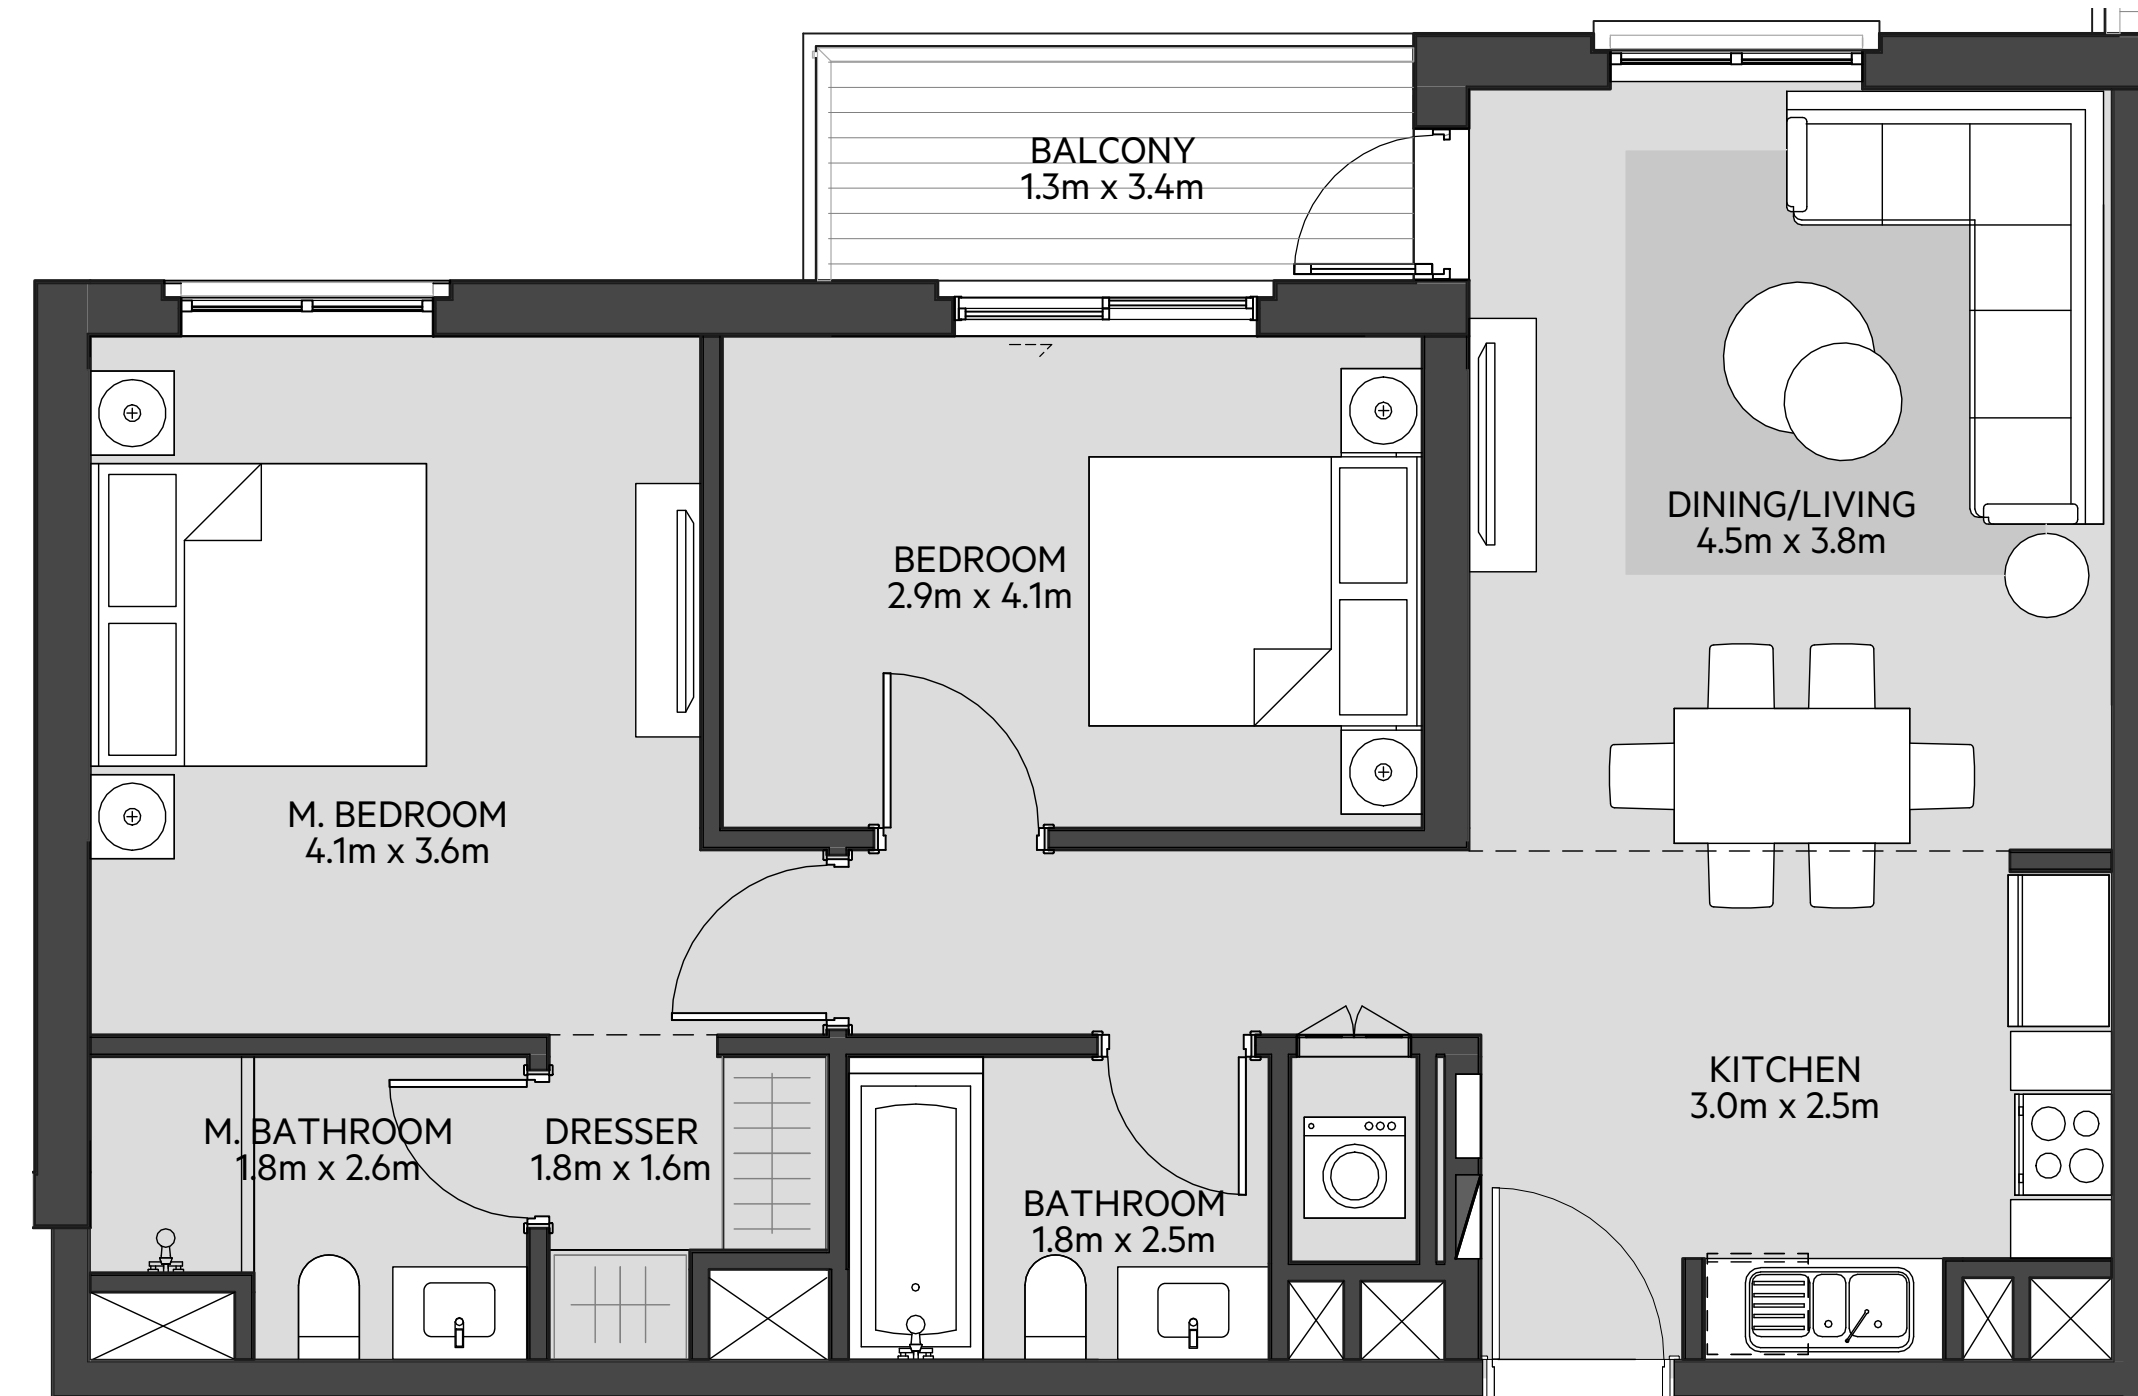 BALCONY
1.3m x 3.4m
DINING/LIVING
4.5m x 3.8m
BEDROOM
2.9m x 4.1m
M. BEDROOM
4.1m x 3.6m
KITCHEN
3.0m x 2.5m
M. BATHROOM
1.8m x 2.6m
DRESSER
1.8m x 1.6m
BATHROOM
1.8m x 2.5m